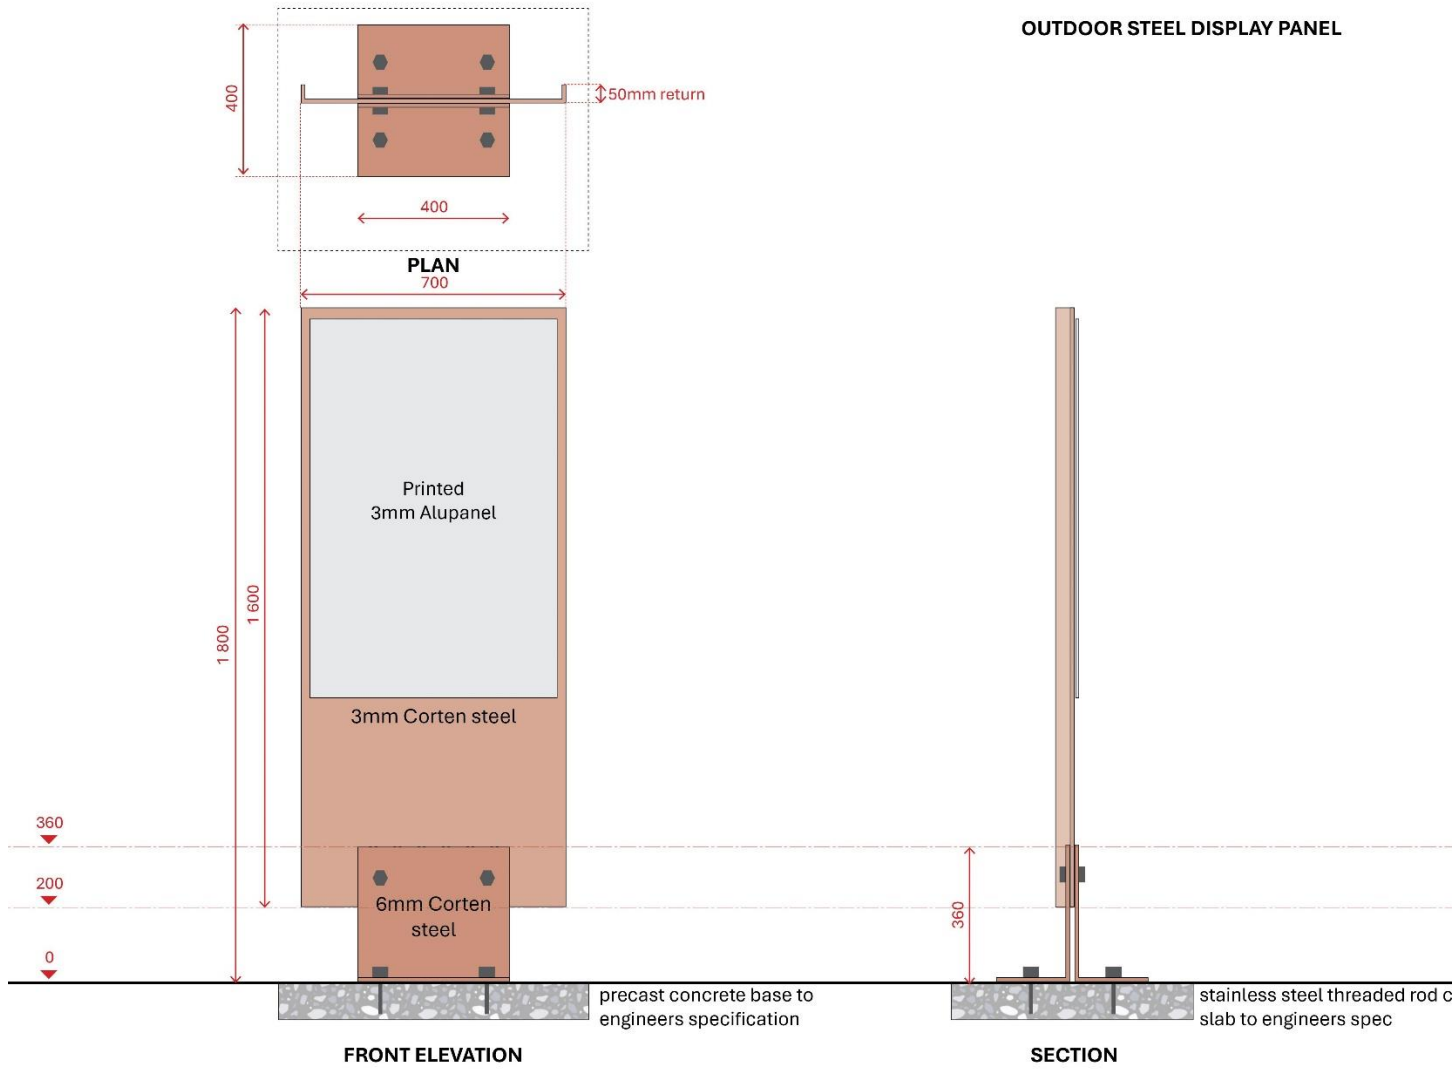 OUTDOOR STEEL DISPLAY PANEL
400
50mm return
400
PLAN
700
Printed
3mm Alupanel
1 600
1 800
3mm Corten steel
360
200
0
6mm Corten
steel
360
precast concrete base to
engineers specification
stainless steel threaded rod c
slab to engineers spec
FRONT ELEVATION
SECTION